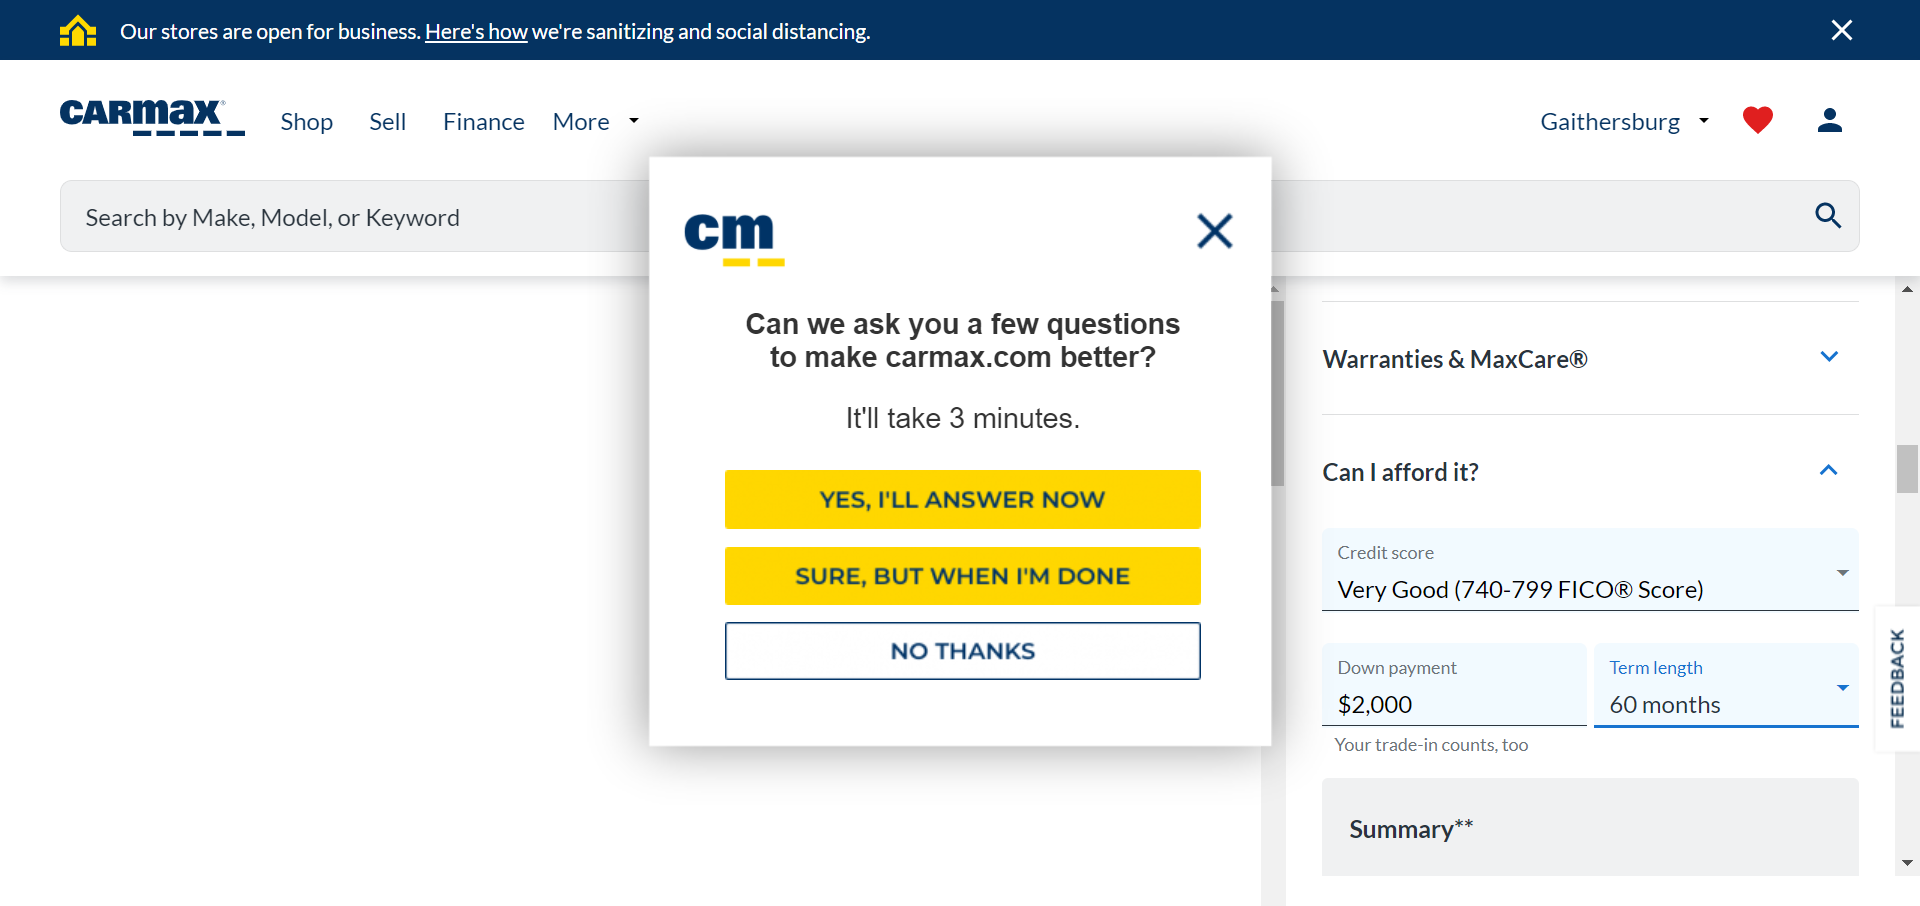 Our stores are open for business. Here's how we're sanitizing and social distancing.
CARMAX®
Shop
Sell
Finance
More
Gaithersburg
Search by Make, Model, or Keyword
cm
Can we ask you a few questions
to make carmax.com better?
It'll take 3 minutes.
YES, I'LL ANSWER NOW
SURE, BUT WHEN I'M DONE
NO THANKS
Warranties & MaxCare®
Can I afford it?
Credit score
Very Good (740-799 FICO® Score)
Down payment
$2,000
Term length
60 months
Your trade-in counts, too
Summary**
FEEDBACK